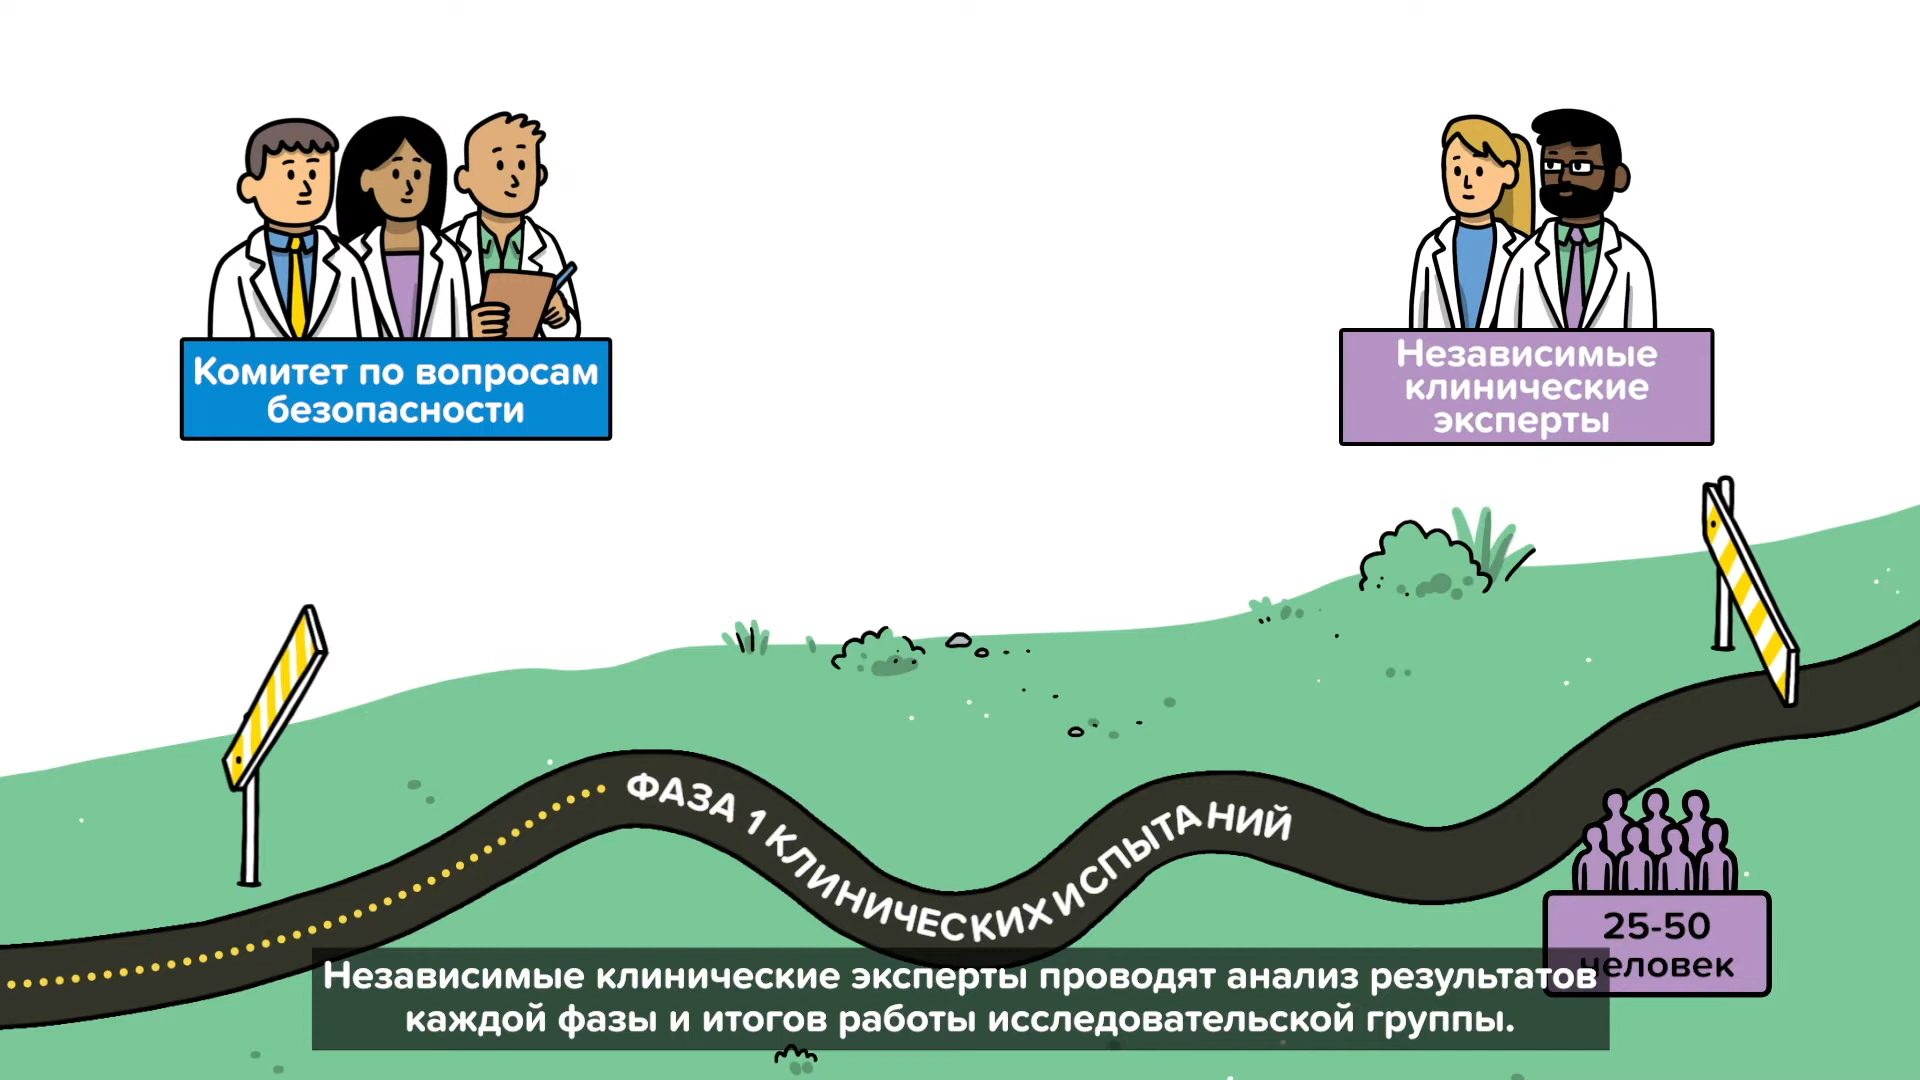 Комитет по вопросам
безопасности
Независимые
клинические
эксперты
ФАЗА 1 КЛИНИЧЕСКИХ ИСПЫТАНИЙ
25-50
человек
Независимые клинические эксперты проводят анализ результатов
каждой фазы и итогов работы исследовательской группы.